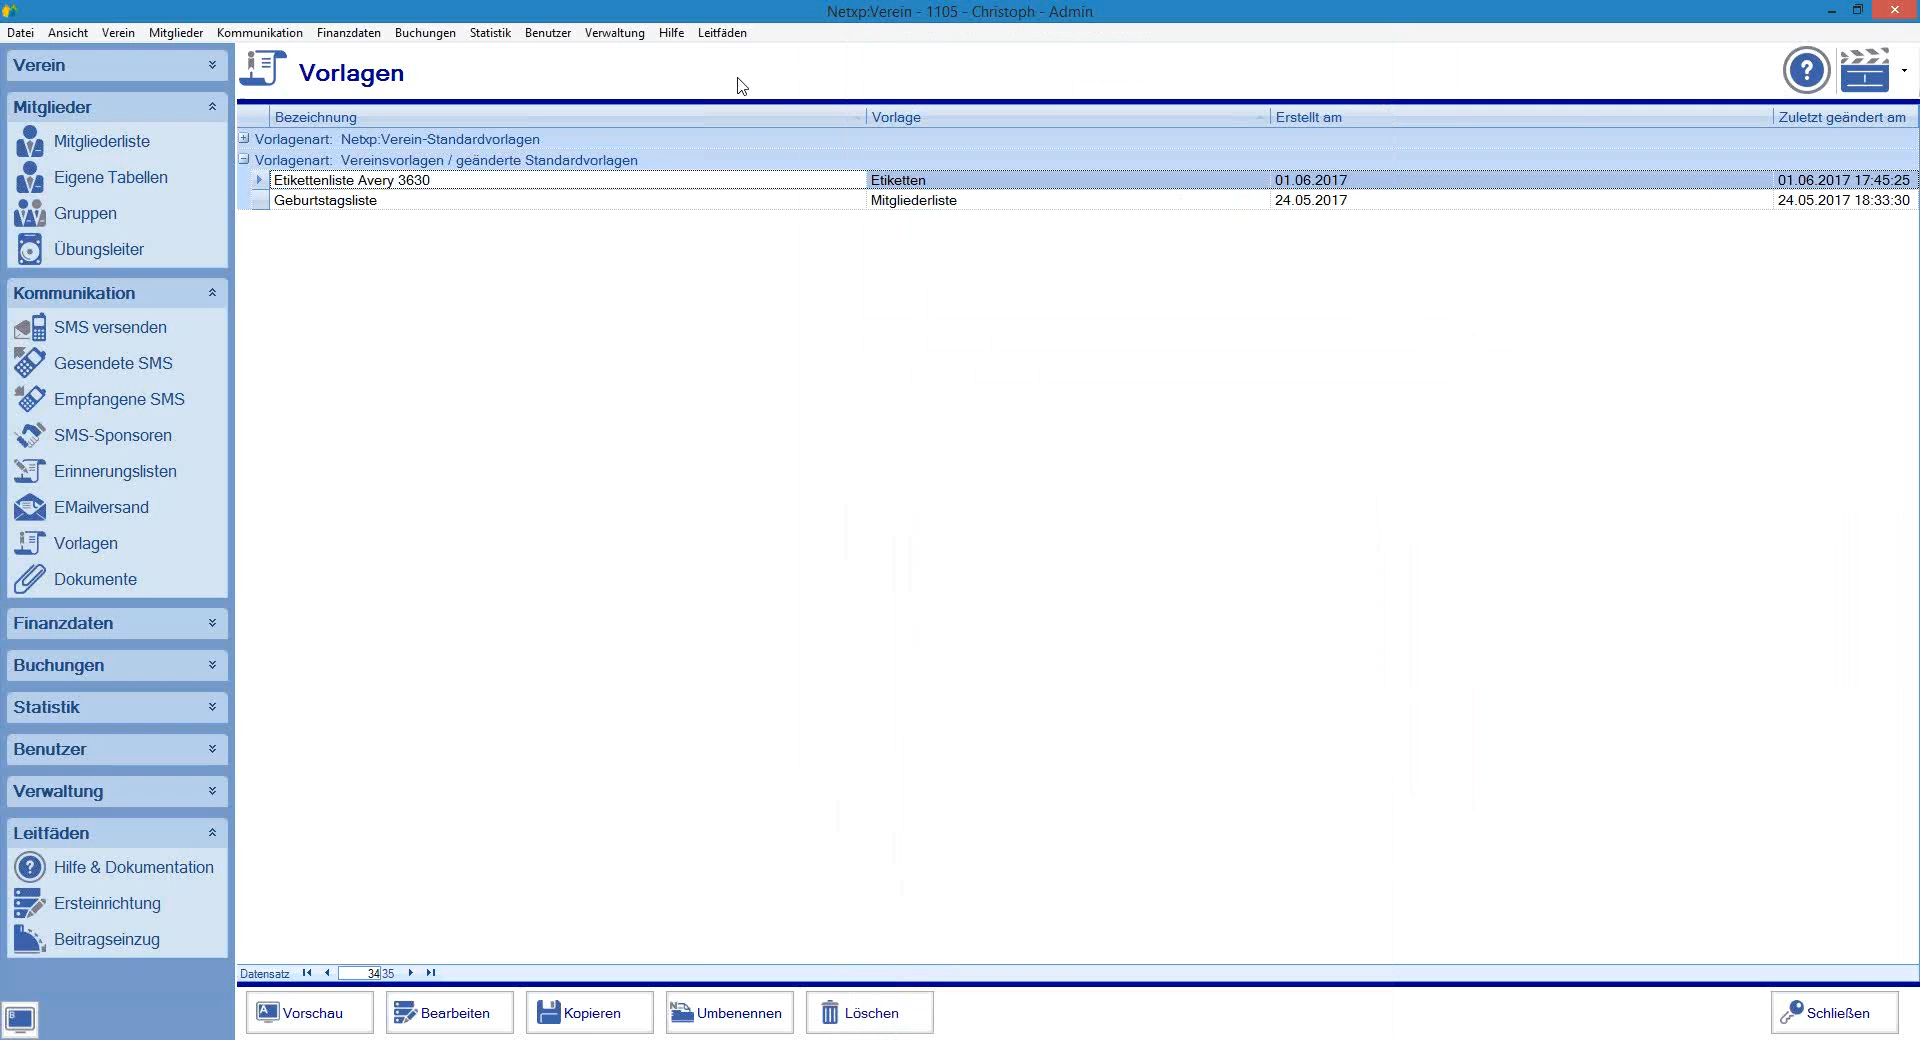 Netxp:Verein - 1105 - Christoph - Admin
Datei Ansicht Verein Mitglieder Kommunikation Finanzdaten Buchungen Statistik Benutzer Verwaltung Hilfe Leitfäden
Verein
Mitglieder
Mitgliederliste
Eigene Tabellen
Gruppen
Übungsleiter
Kommunikation
SMS versenden
Gesendete SMS
Empfangene SMS
SMS-Sponsoren
Erinnerungslisten
EMailversand
Vorlagen
Dokumente
Finanzdaten
Buchungen
Statistik
Benutzer
Verwaltung
Leitfäden
Hilfe & Dokumentation
Ersteinrichtung
Beitragseinzug
Vorlagen
Bezeichnung Vorlage Erstellt am Zuletzt geändert am
Vorlagenart: Netxp:Verein-Standardvorlagen
Vorlagenart: Vereinsvorlagen / geänderte Standardvorlagen
Etikettenliste Avery 3630 Etiketten 01.06.2017 01.06.2017 17:45:25
Geburtstagsliste Mitgliederliste 24.05.2017 24.05.2017 18:33:30
Datensatz 34 35
Vorschau Bearbeiten Kopieren Umbenennen Löschen Schließen